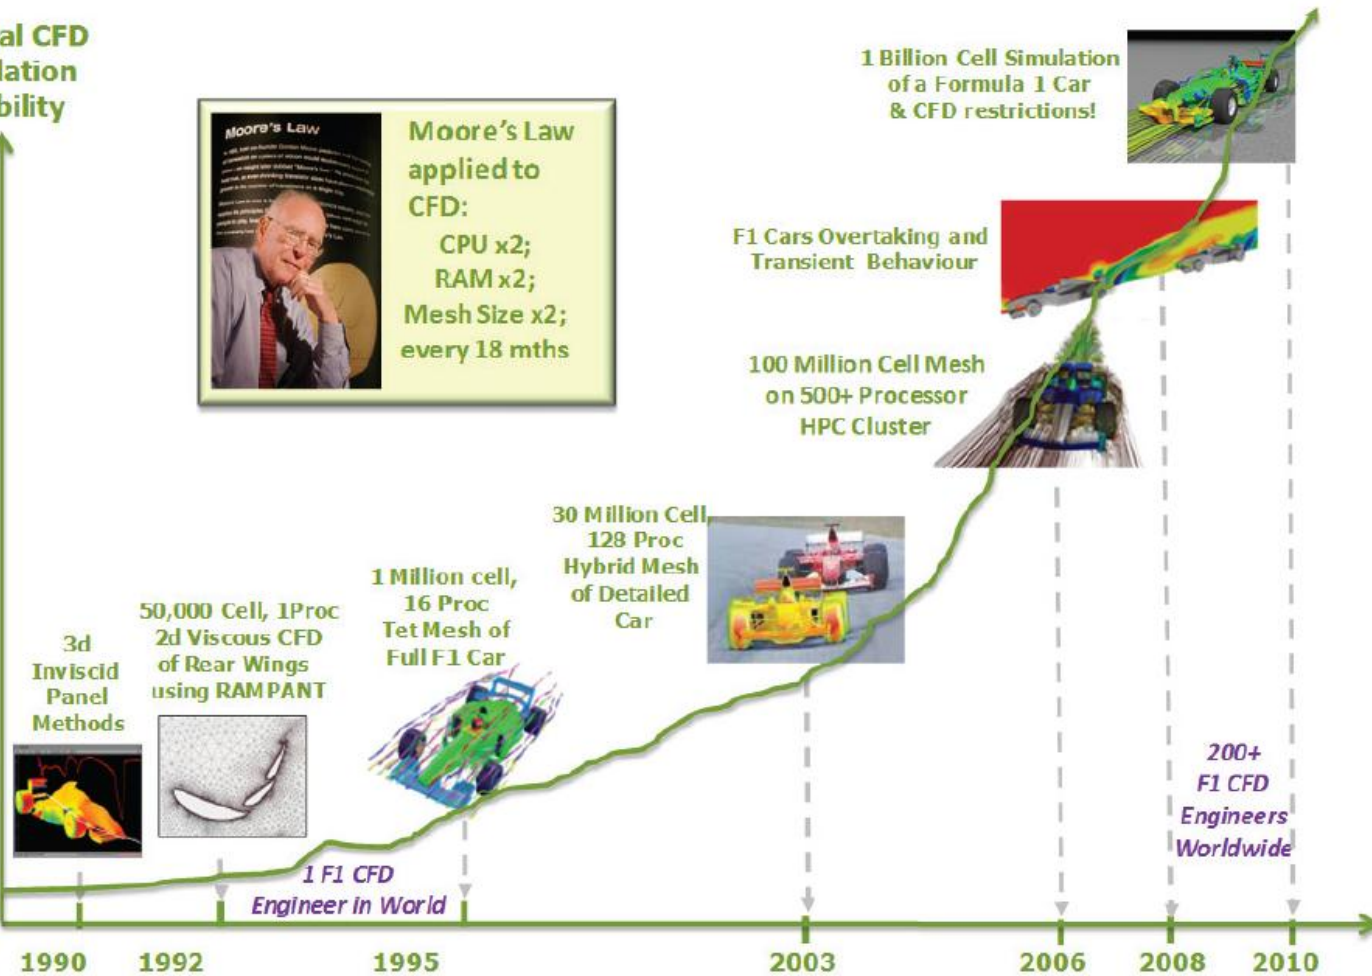 al CFD
lation
bility
Moore's Law
Moore's Law
applied to
CFD:
CPU x2;
RAM x2;
Mesh Size x2;
every 18 mths
1 Billion Cell Simulation
of a Formula 1 Car
& CFD restrictions!
F1 Cars Overtaking and
Transient Behaviour
100 Million Cell Mesh
on 500+ Processor
HPC Cluster
30 Million Cell,
128 Proc
Hybrid Mesh
of Detailed
Car
1 Million cell,
16 Proc
Tet Mesh of
Full F1 Car
50,000 Cell, 1Proc
2d Viscous CFD
of Rear Wings
using RAMPANT
3d
Inviscid
Panel
Methods
1 F1 CFD
Engineer in World
200+
F1 CFD
Engineers
Worldwide
1990
1992
1995
2003
2006
2008
2010